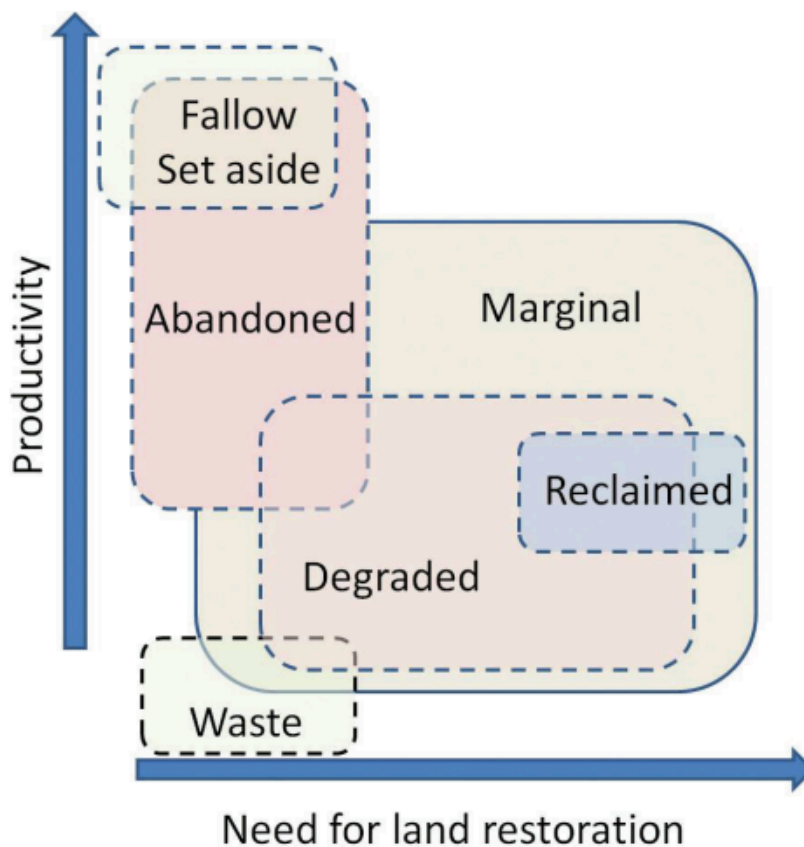 Productivity
Fallow
Set aside
Abandoned
Marginal
Reclaimed
Degraded
Waste
Need for land restoration